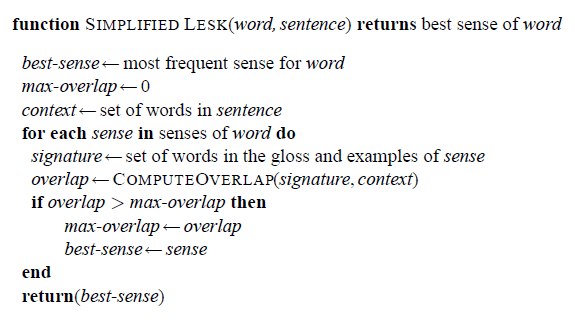 function SIMPLIFIED LESK(word, sentence) returns best sense of word
best-sense ← most frequent sense for word
max-overlap ← 0
context ← set of words in sentence
for each sense in senses of word do
signature ← set of words in the gloss and examples of sense
overlap ← COMPUTEOVERLAP(signature, context)
if overlap > max-overlap then
max-overlap ← overlap
best-sense ← sense
end
return(best-sense)